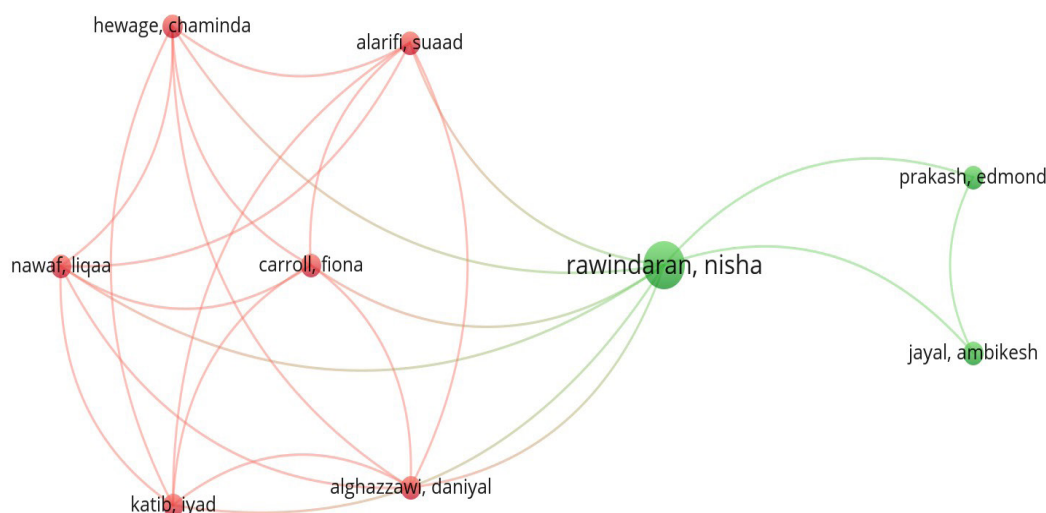 hewage, chaminda
alarifi, suaad
prakash, edmond
nawaf, liqaa
carroll, fiona
rawindaran, nisha
jayal, ambikesh
alghazzawi, daniyal
katib, iyad